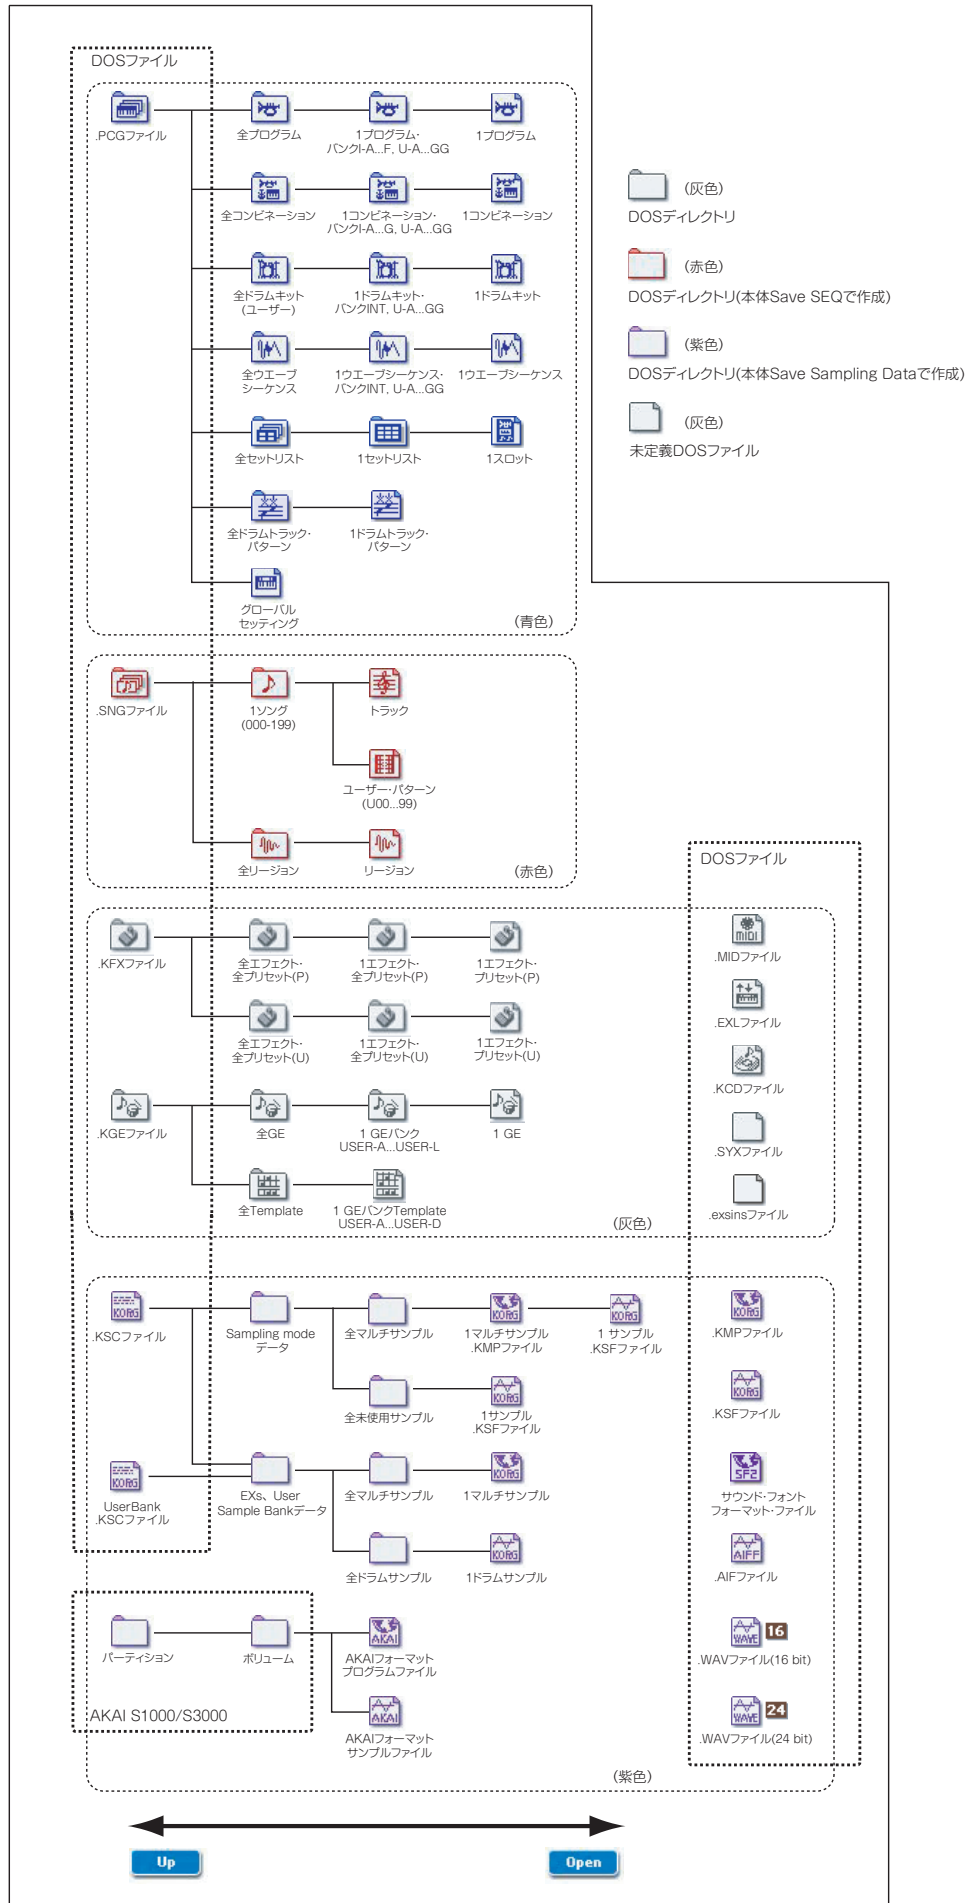 DOSファイル
.PCGファイル
全プログラム
1プログラム・
バンクI-A...F, U-A...GG
1プログラム
全コンビネーション
1コンビネーション・
バンクI-A...G, U-A...GG
1コンビネーション
全ドラムキット
(ユーザー)
1ドラムキット・
バンクINT, U-A...GG
1ドラムキット
全ウエーブ
シーケンス
1ウエーブシーケンス・
バンクINT, U-A...GG
1ウエーブシーケンス
全セットリスト
1セットリスト
1スロット
全ドラムトラック・
パターン
1ドラムトラック・
パターン
グローバル
セッティング
(青色)
(灰色)
DOSディレクトリ
(赤色)
DOSディレクトリ(本体Save SEQで作成)
(紫色)
DOSディレクトリ(本体Save Sampling Dataで作成)
(灰色)
未定義DOSファイル
.SNGファイル
1ソング
(000-199)
トラック
ユーザー・パターン
(U00...99)
全リージョン
リージョン
(赤色)
DOSファイル
.KFXファイル
全エフェクト・
全プリセット(P)
1エフェクト・
全プリセット(P)
1エフェクト・
プリセット(P)
全エフェクト・
全プリセット(U)
1エフェクト・
全プリセット(U)
1エフェクト・
プリセット(U)
.KGEファイル
全GE
1 GEバンク
USER-A...USER-L
1 GE
全Template
1 GEバンクTemplate
USER-A...USER-D
(灰色)
MIDI
.MIDファイル
.EXLファイル
.KCDファイル
.SYXファイル
.exsinsファイル
KORG
.KSCファイル
Sampling mode
データ
全マルチサンプル
KORG
1マルチサンプル
.KMPファイル
KORG
1 サンプル
.KSFファイル
全未使用サンプル
KORG
1サンプル
.KSFファイル
KORG
UserBank
.KSCファイル
EXs、User
Sample Bankデータ
全マルチサンプル
KORG
1マルチサンプル
全ドラムサンプル
KORG
1ドラムサンプル
KORG
.KMPファイル
KORG
.KSFファイル
SF2
サウンド・フォント
フォーマット・ファイル
AIFF
.AIFファイル
WAVE 16
.WAVファイル(16 bit)
WAVE 24
.WAVファイル(24 bit)
パーティション
ボリューム
AKAI S1000/S3000
AKAI
AKAIフォーマット
プログラムファイル
AKAI
AKAIフォーマット
サンプルファイル
(紫色)
Up
Open